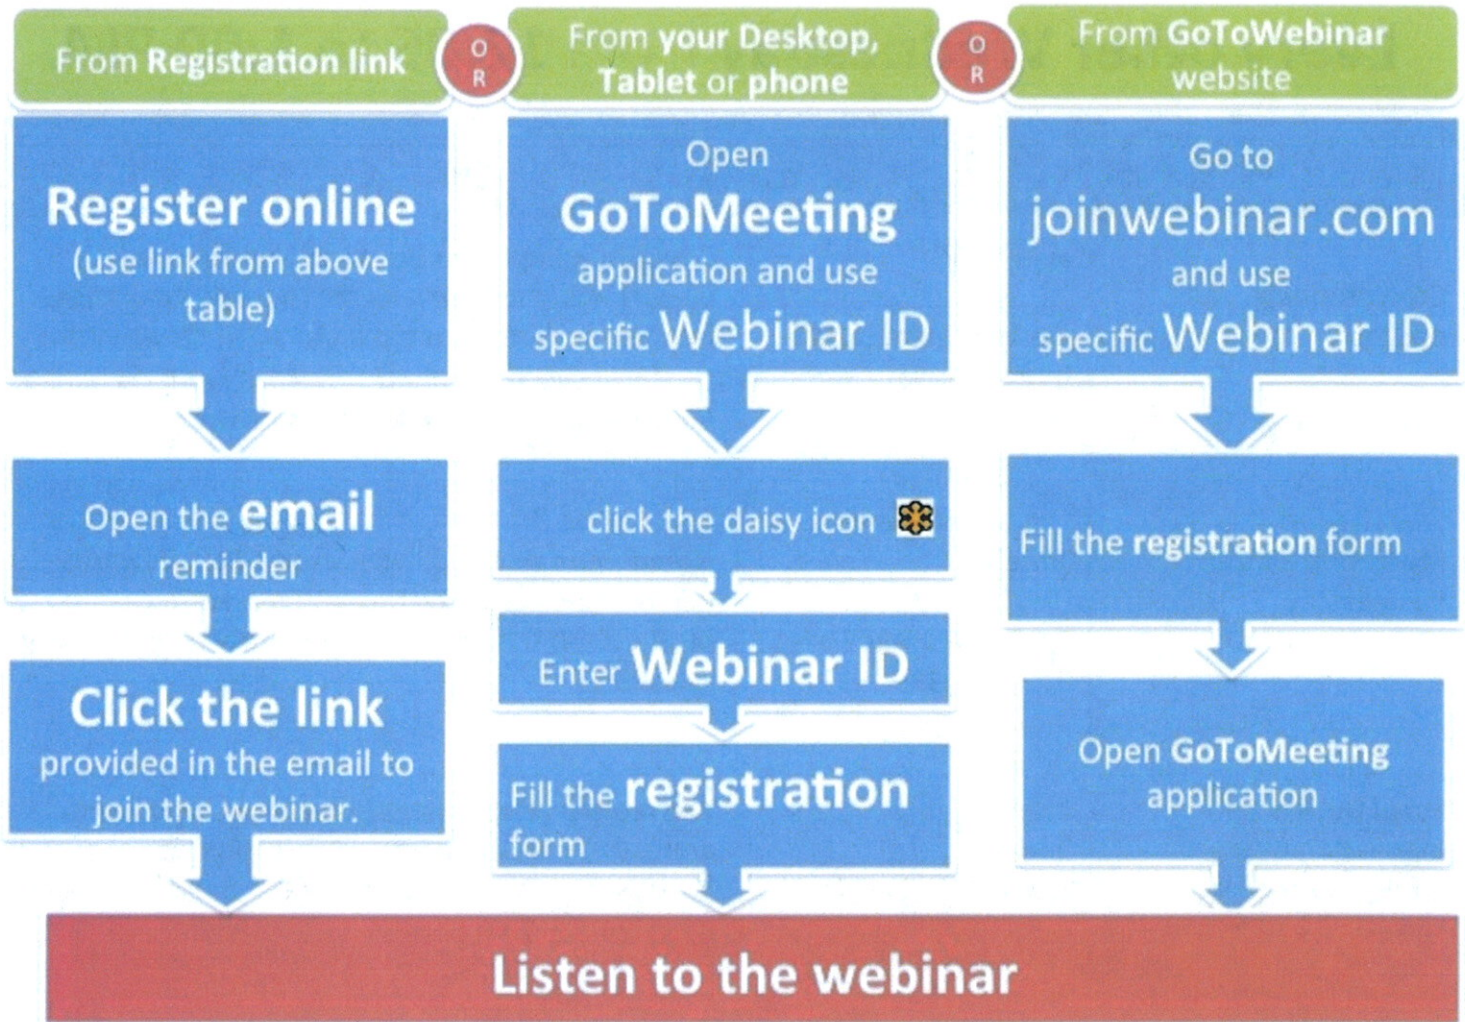 From Registration link
O
R
From your Desktop,
Tablet or phone
O
R
From GoToWebinar
website
Register online
(use link from above
table)
Open the email
reminder
Click the link
provided in the email to
join the webinar.
Open
GoToMeeting
application and use
specific Webinar ID
click the daisy icon
Enter Webinar ID
Fill the registration
form
Go to
joinwebinar.com
and use
specific Webinar ID
Fill the registration form
Open GoToMeeting
application
Listen to the webinar